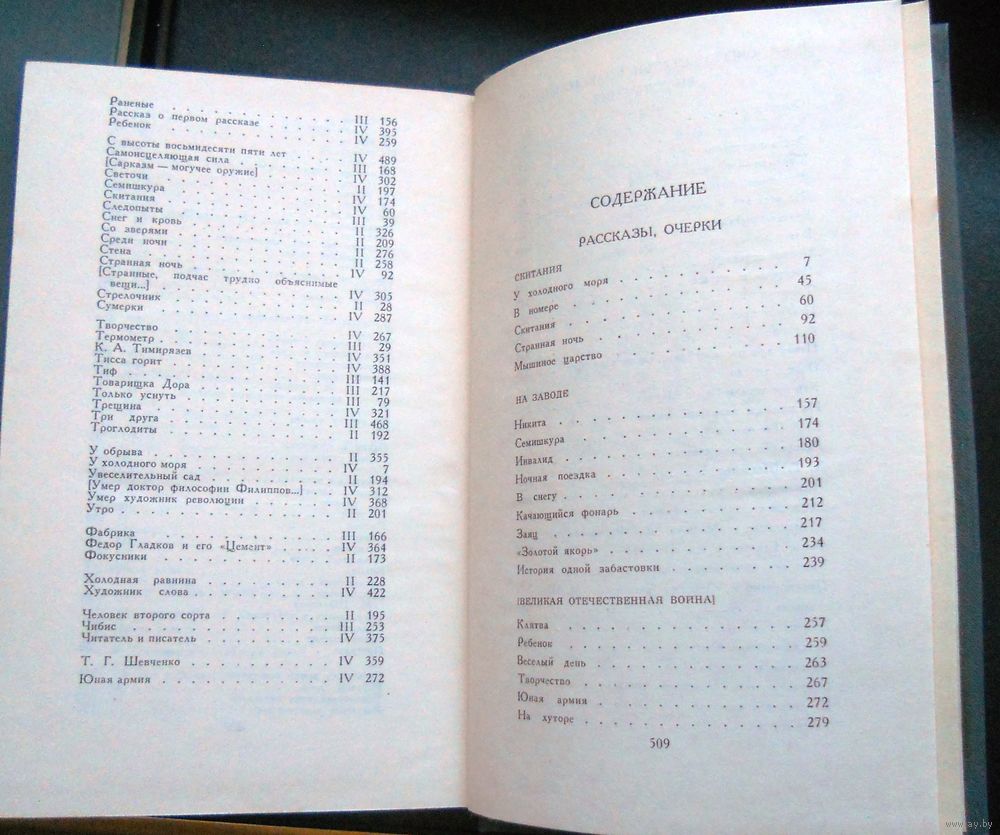 Раненые . . . . . . . . . . III 156
Рассказ о первом рассказе . . . . . IV 395
Ребенок . . . . . . . . . . IV 259
С высоты восьмидесяти пяти лет . . . . IV 489
Самоисцеляющая сила . . . . . . III 168
[Сарказм — могучее оружие] . . . . . IV 302
Светочи . . . . . . . . . . II 197
Семишкура . . . . . . . . . IV 174
Скитания . . . . . . . . . . IV 60
Следопыты . . . . . . . . . III 39
Снег и кровь . . . . . . . . . II 326
Со зверями . . . . . . . . . II 209
Среди ночи . . . . . . . . . II 276
Стена . . . . . . . . . . . II 258
Странная ночь . . . . . . . . IV 92
[Странные, подчас трудно объяснимые
вещи...] . . . . . . . . . . IV 305
Стрелочник . . . . . . . . . II 28
Сумерки . . . . . . . . . . IV 287
Творчество . . . . . . . . . IV 267
Термометр . . . . . . . . . III 29
К. А. Тимирязев . . . . . . . IV 351
Тисса горит . . . . . . . . . IV 388
Тиф . . . . . . . . . . . III 141
Товарищка Дора . . . . . . . . III 217
Только уснуть . . . . . . . . III 79
Трещина . . . . . . . . . . IV 321
Три друга . . . . . . . . . III 468
Троглодиты . . . . . . . . . II 192
У обрыва . . . . . . . . . . II 355
У холодного моря . . . . . . . IV 7
Увеселительный сад . . . . . . . II 194
[Умер доктор философии Филиппов...] . . . IV 312
Умер художник революции . . . . . IV 368
Утро . . . . . . . . . . . II 201
Фабрика . . . . . . . . . . III 166
Федор Гладков и его «Цемент» . . . . IV 364
Фокусники . . . . . . . . . II 173
Холодная равнина . . . . . . . II 228
Художник слова . . . . . . . . IV 422
Человек второго сорта . . . . . . II 195
Чибис . . . . . . . . . . . III 253
Читатель и писатель . . . . . . . IV 375
Т. Г. Шевченко . . . . . . . . IV 359
Юная армия . . . . . . . . . IV 272
СОДЕРЖАНИЕ
РАССКАЗЫ, ОЧЕРКИ
СКИТАНИЯ
У холодного моря . . . . . . . 7
В номере . . . . . . . . . . 45
Скитания . . . . . . . . . . 60
Странная ночь . . . . . . . . 92
Мышиное царство . . . . . . . 110
НА ЗАВОДЕ
Никита . . . . . . . . . . 157
Семишкура . . . . . . . . . 174
Инвалид . . . . . . . . . . 180
Ночная поездка . . . . . . . . 193
В снегу . . . . . . . . . . 201
Качающийся фонарь . . . . . . . 212
Заяц . . . . . . . . . . . 217
«Золотой якорь» . . . . . . . . 234
История одной забастовки . . . . . 239
[ВЕЛИКАЯ ОТЕЧЕСТВЕННАЯ ВОЙНА]
Клятва . . . . . . . . . . 257
Ребенок . . . . . . . . . . 259
Веселый день . . . . . . . . . 263
Творчество . . . . . . . . . 267
Юная армия . . . . . . . . . 272
На хуторе . . . . . . . . . . 279
509
www.ay.by